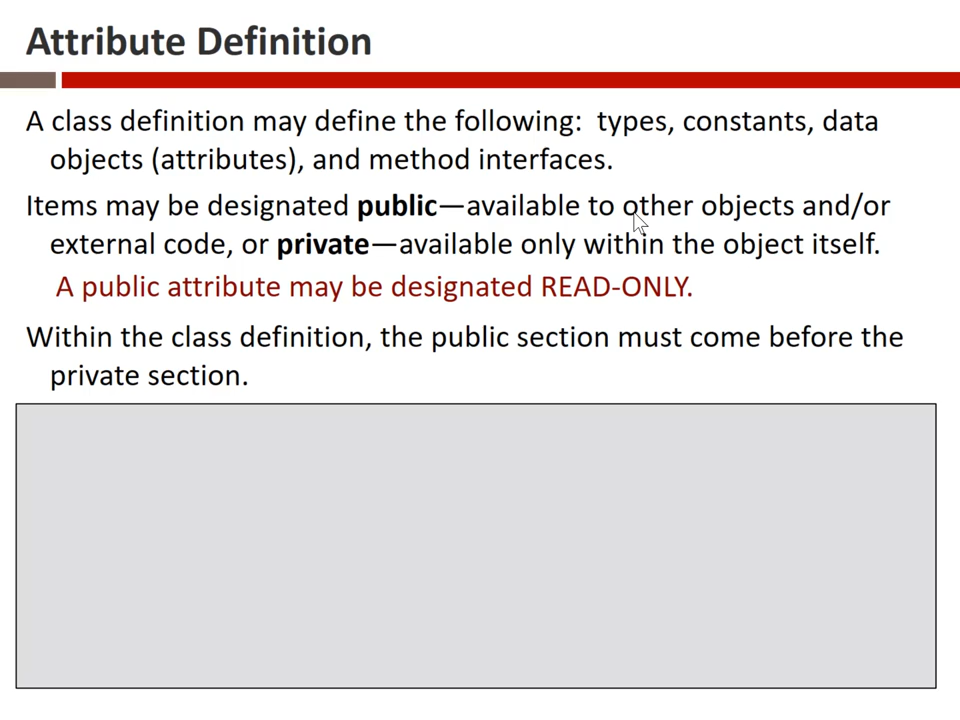 Attribute Definition
A class definition may define the following:  types, constants, data
objects (attributes), and method interfaces.
Items may be designated public—available to other objects and/or
external code, or private—available only within the object itself.
A public attribute may be designated READ-ONLY.
Within the class definition, the public section must come before the
private section.